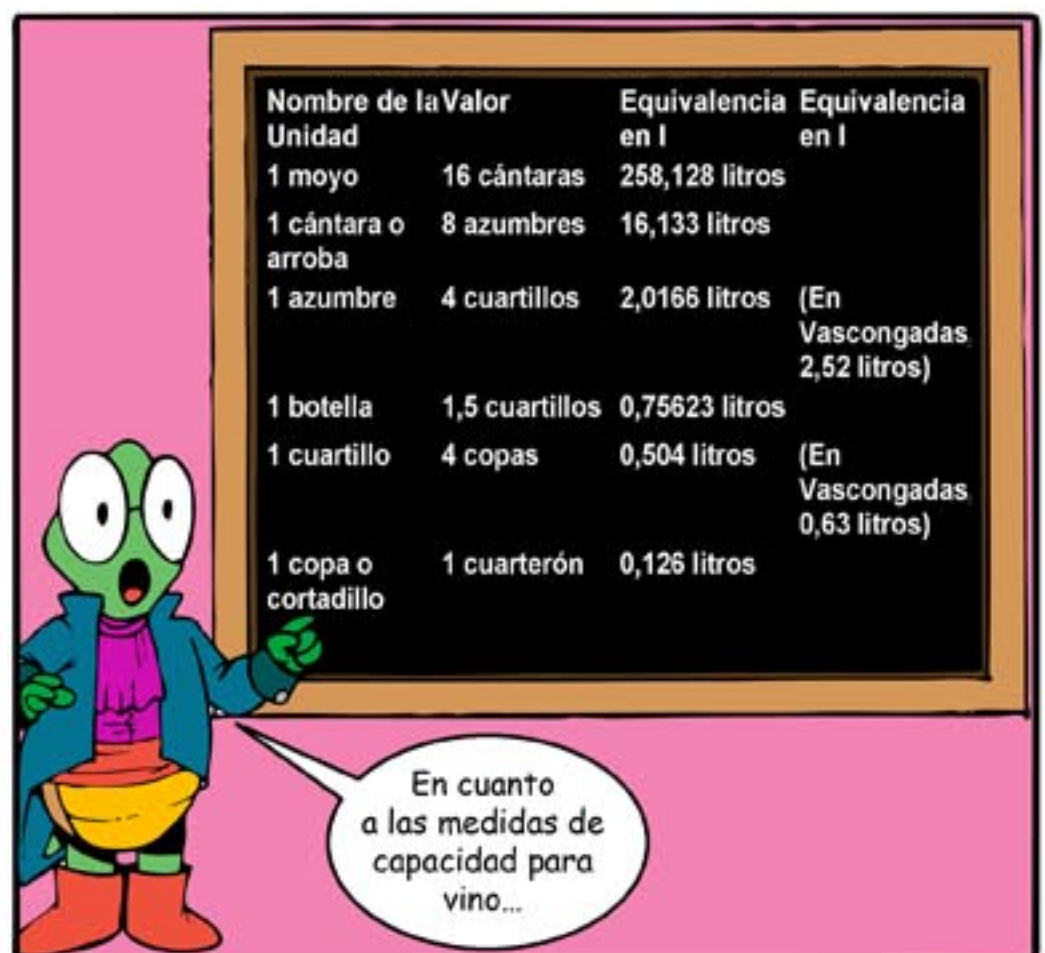 Nombre de la Valor Equivalencia Equivalencia
Unidad en l en l
1 moyo 16 cántaras 258,128 litros
1 cántara o 8 azumbres 16,133 litros
arroba
1 azumbre 4 cuartillos 2,0166 litros (En
Vascongadas
2,52 litros)
1 botella 1,5 cuartillos 0,75623 litros
1 cuartillo 4 copas 0,504 litros (En
Vascongadas
0,63 litros)
1 copa o 1 cuarterón 0,126 litros
cortadillo
En cuanto
a las medidas de
capacidad para
vino...